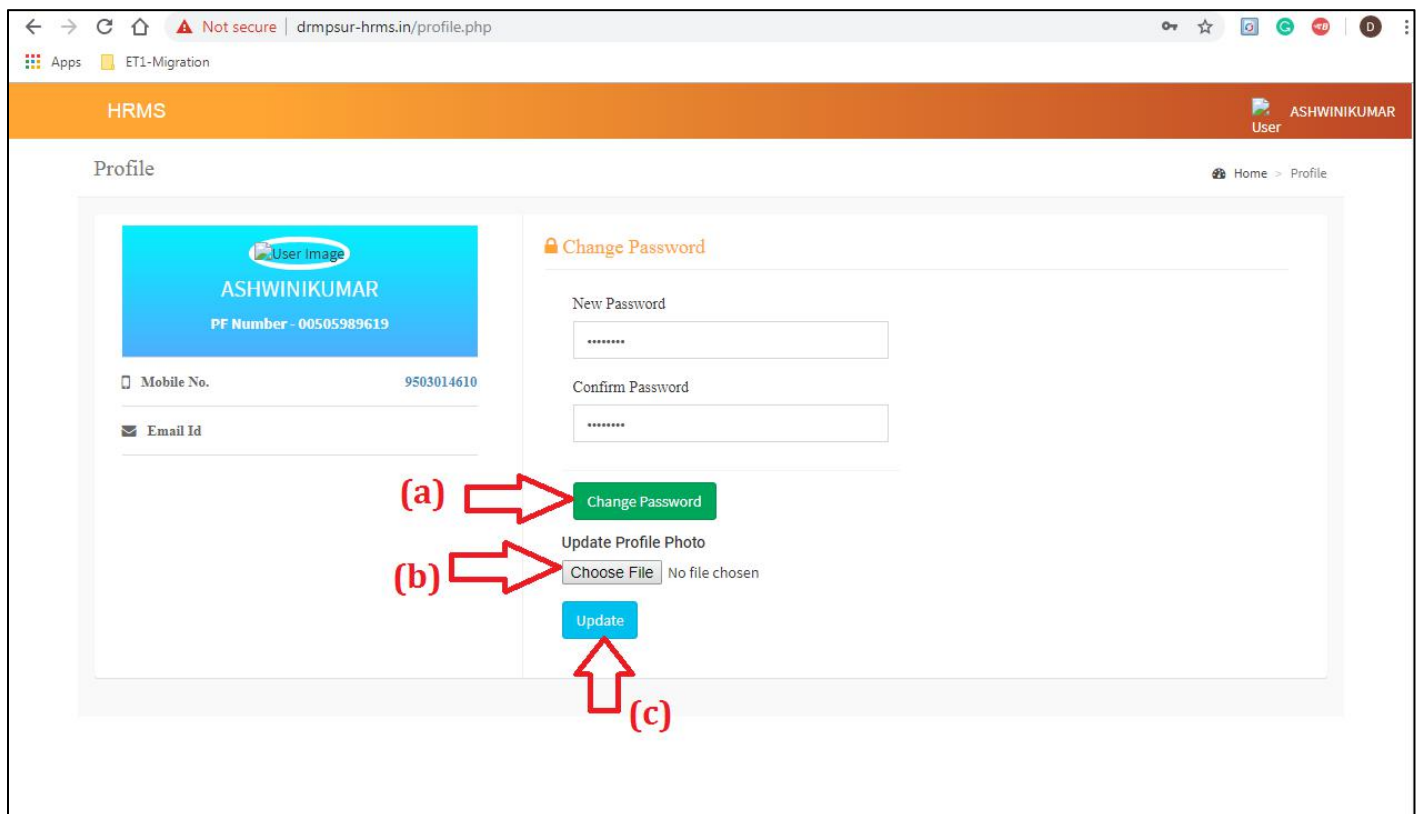 Not secure | drmpsur-hrms.in/profile.php
D
Apps ET1-Migration
HRMS
User ASHWINIKUMAR
Profile
Home > Profile
User Image
ASHWINIKUMAR
PF Number - 00505989619
Mobile No. 9503014610
Email Id
Change Password
New Password
••••••••
Confirm Password
••••••••
(a)
Change Password
Update Profile Photo
(b)
Choose File No file chosen
Update
(c)